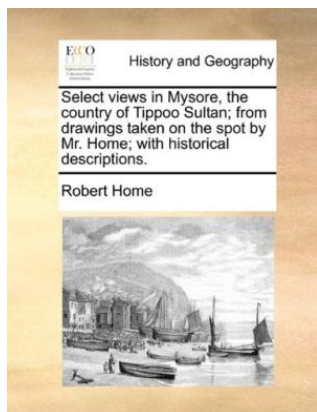 ECCO
History and Geography
Select views in Mysore, the
country of Tippoo Sultan; from
drawings taken on the spot by
Mr. Home; with historical
descriptions.
Robert Home